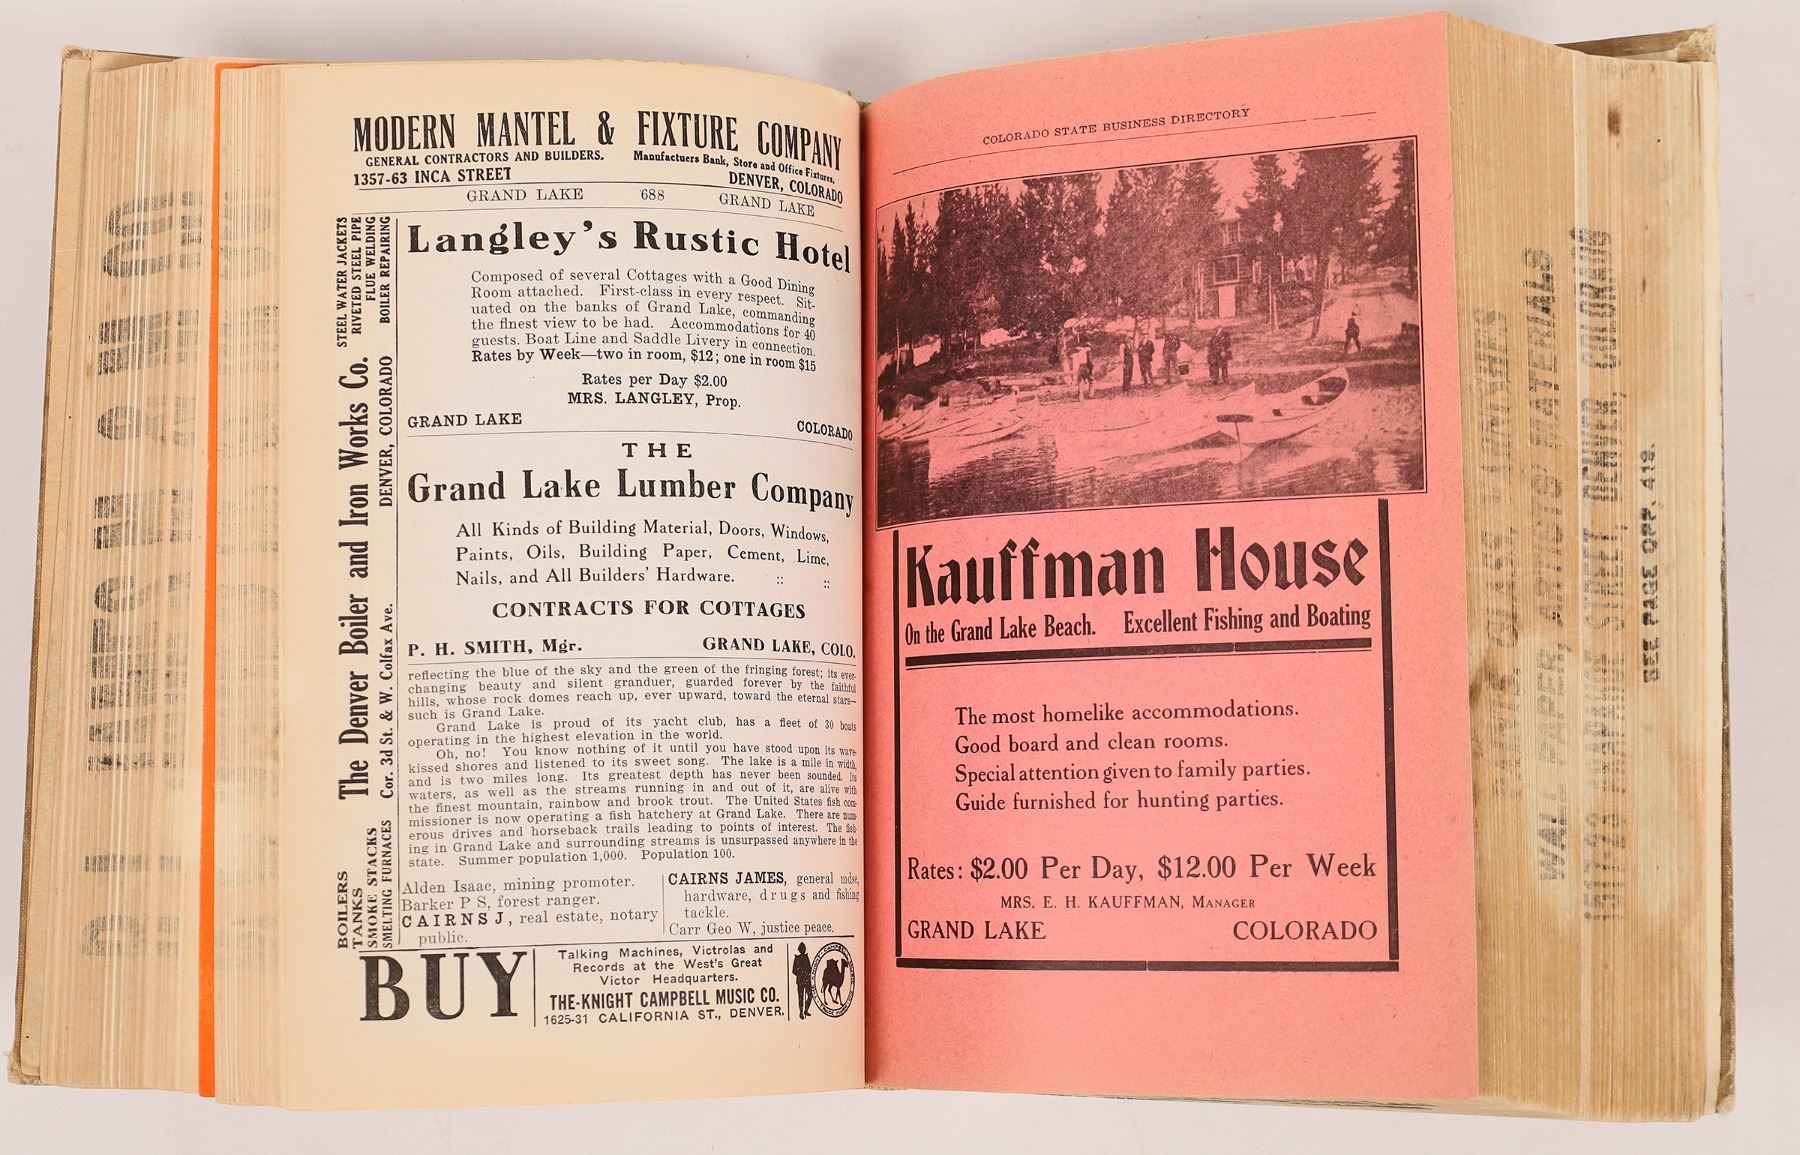 MODERN MANTEL & FIXTURE COMPANY
GENERAL CONTRACTORS AND BUILDERS. Manufactuers Bank, Store and Office Fixtures.
1357-63 INCA STREET DENVER, COLORADO
GRAND LAKE 688 GRAND LAKE
STEEL WATER JACKETS
RIVETED STEEL PIPE
FLUE WELDING
BOILER REPAIRING
The Denver Boiler and Iron Works Co.
Cor. 3d St. & W. Colfax Ave. DENVER, COLORADO
BOILERS
TANKS
SMOKE STACKS
SMELTING FURNACES
Langley's Rustic Hotel
Composed of several Cottages with a Good Dining
Room attached. First-class in every respect. Sit-
uated on the banks of Grand Lake, commanding
the finest view to be had. Accommodations for 40
guests. Boat Line and Saddle Livery in connection.
Rates by Week—two in room, $12; one in room $15
Rates per Day $2.00
MRS. LANGLEY, Prop.
GRAND LAKE COLORADO
THE
Grand Lake Lumber Company
All Kinds of Building Material, Doors, Windows,
Paints, Oils, Building Paper, Cement, Lime,
Nails, and All Builders' Hardware. :: ::
CONTRACTS FOR COTTAGES
P. H. SMITH, Mgr. GRAND LAKE, COLO.
reflecting the blue of the sky and the green of the fringing forest; its ever-
changing beauty and silent granduer, guarded forever by the faithful
hills, whose rock domes reach up, ever upward, toward the eternal stars—
such is Grand Lake.
Grand Lake is proud of its yacht club, has a fleet of 30 boats
operating in the highest elevation in the world.
Oh, no! You know nothing of it until you have stood upon its wave-
kissed shores and listened to its sweet song. The lake is a mile in width,
and is two miles long. Its greatest depth has never been sounded. Its
waters, as well as the streams running in and out of it, are alive with
the finest mountain, rainbow and brook trout. The United States fish com-
missioner is now operating a fish hatchery at Grand Lake. There are num-
erous drives and horseback trails leading to points of interest. The fish-
ing in Grand Lake and surrounding streams is unsurpassed anywhere in the
state. Summer population 1,000. Population 100.
Alden Isaac, mining promoter.
Barker P S, forest ranger.
CAIRNS J, real estate, notary
public.
CAIRNS JAMES, general mdse,
hardware, drugs and fishing
tackle.
Carr Geo W, justice peace.
BUY
Talking Machines, Victrolas and
Records at the West's Great
Victor Headquarters.
THE-KNIGHT CAMPBELL MUSIC CO.
1625-31 CALIFORNIA ST., DENVER.
COLORADO STATE BUSINESS DIRECTORY
Kauffman House
On the Grand Lake Beach. Excellent Fishing and Boating
The most homelike accommodations.
Good board and clean rooms.
Special attention given to family parties.
Guide furnished for hunting parties.
Rates: $2.00 Per Day, $12.00 Per Week
MRS. E. H. KAUFFMAN, MANAGER
GRAND LAKE COLORADO
WALL PAPER, ARTISTS' MATERIALS
STREET, DENVER, COLORADO
SEE PAGE OPP. 419.